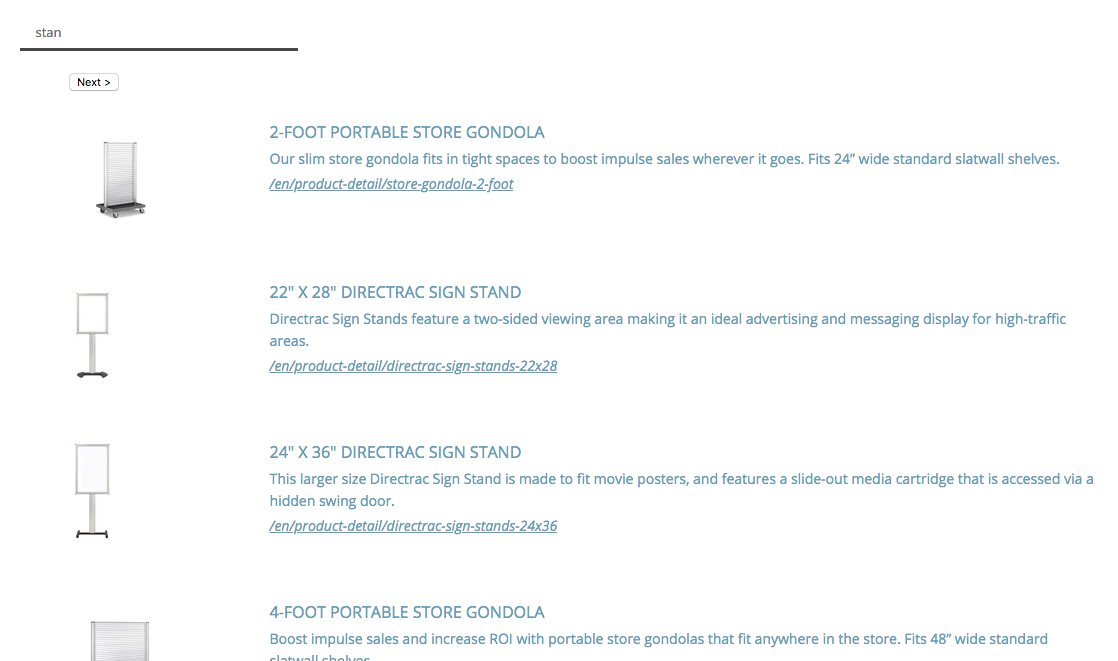 stan
Next >
2-FOOT PORTABLE STORE GONDOLA
Our slim store gondola fits in tight spaces to boost impulse sales wherever it goes. Fits 24” wide standard slatwall shelves.
/en/product-detail/store-gondola-2-foot
22" X 28" DIRECTRAC SIGN STAND
Directrac Sign Stands feature a two-sided viewing area making it an ideal advertising and messaging display for high-traffic
areas.
/en/product-detail/directrac-sign-stands-22x28
24" X 36" DIRECTRAC SIGN STAND
This larger size Directrac Sign Stand is made to fit movie posters, and features a slide-out media cartridge that is accessed via a
hidden swing door.
/en/product-detail/directrac-sign-stands-24x36
4-FOOT PORTABLE STORE GONDOLA
Boost impulse sales and increase ROI with portable store gondolas that fit anywhere in the store. Fits 48” wide standard
slatwall shelves.